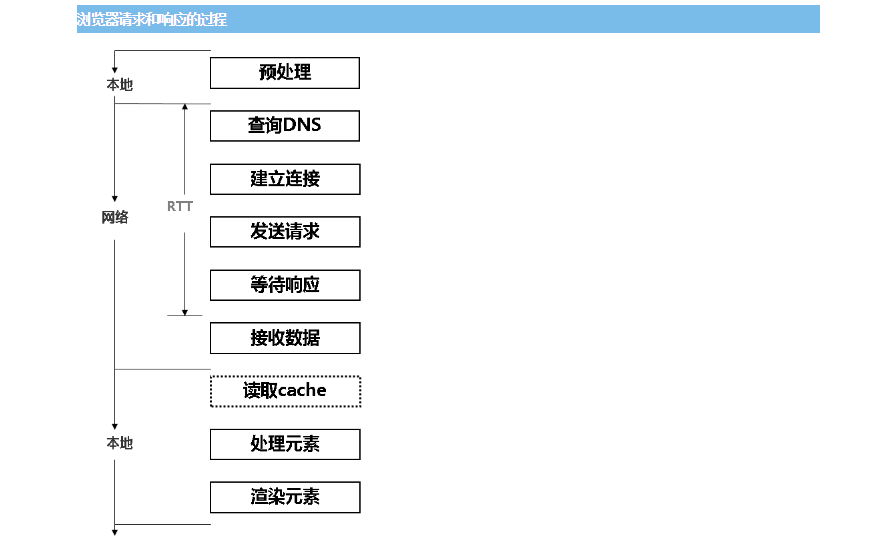 浏览器请求和响应的过程
预处理
本地
查询DNS
建立连接
RTT
网络
发送请求
等待响应
接收数据
读取cache
本地
处理元素
渲染元素